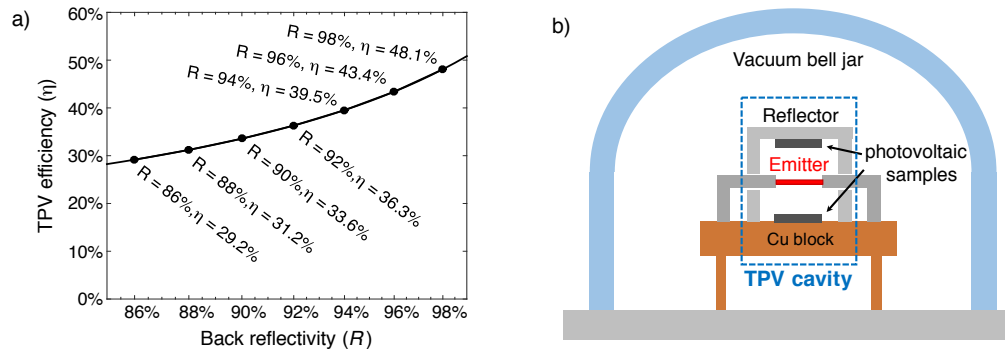 a)
TPV efficiency (η)
60%
50%
40%
30%
20%
10%
0%
R = 98%, η = 48.1%
R = 96%, η = 43.4%
R = 94%, η = 39.5%
R = 92%, η = 36.3%
R = 90%,η = 33.6%
R = 88%,η = 31.2%
R = 86%,η = 29.2%
86% 88% 90% 92% 94% 96% 98%
Back reflectivity (R)
b)
Vacuum bell jar
Reflector
Emitter
photovoltaic
samples
Cu block
TPV cavity